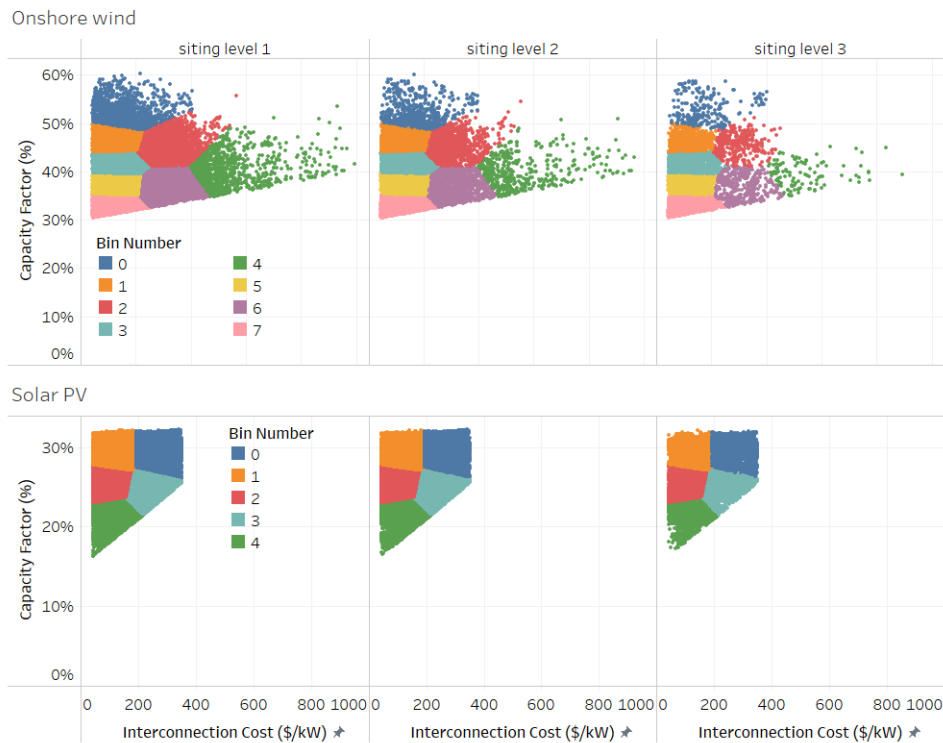 Onshore wind
siting level 1 siting level 2 siting level 3
60%
50%
40%
30%
20%
10%
0%
Capacity Factor (%)
Bin Number
0 4
1 5
2 6
3 7
Solar PV
30%
20%
10%
0%
Capacity Factor (%)
Bin Number
0
1
2
3
4
0 200 400 600 800 1000 0 200 400 600 800 1000 0 200 400 600 800 1000
Interconnection Cost ($/kW) Interconnection Cost ($/kW) Interconnection Cost ($/kW)